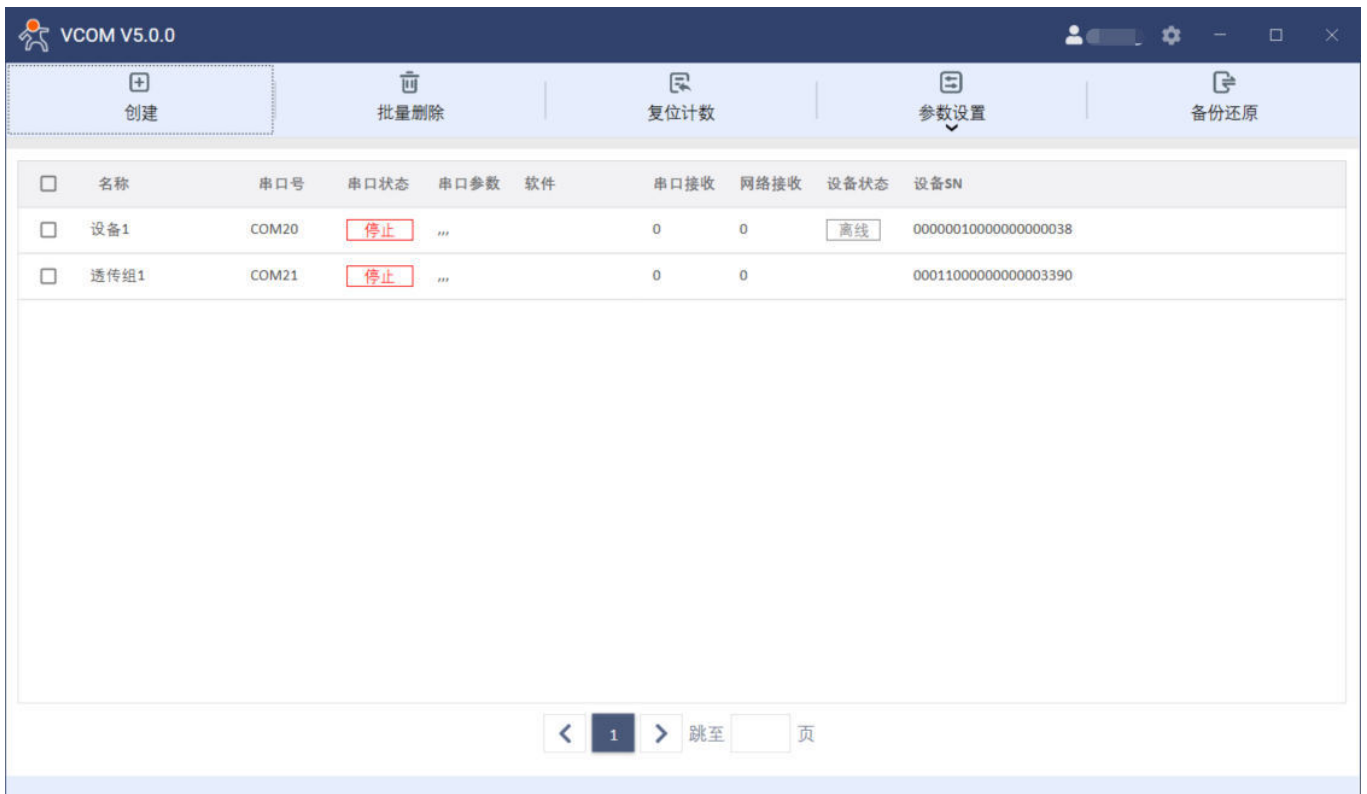 VCOM V5.0.0
创建 批量删除 复位计数 参数设置 备份还原
名称 串口号 串口状态 串口参数 软件 串口接收 网络接收 设备状态 设备SN
设备1 COM20 停止 ,,, 0 0 离线 00000010000000000038
透传组1 COM21 停止 ,,, 0 0 00011000000000003390
1 跳至 页